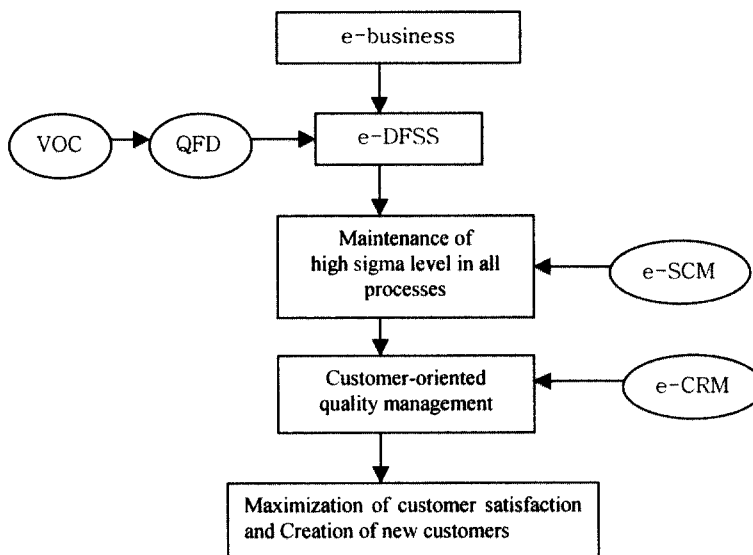 e-business
VOC
QFD
e-DFSS
Maintenance of
high sigma level in all
processes
e-SCM
Customer-oriented
quality management
e-CRM
Maximization of customer satisfaction
and Creation of new customers